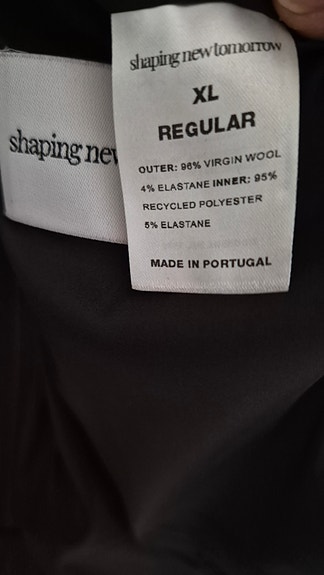 shaping new tomorrow
XL
REGULAR
shaping new
OUTER: 96% VIRGIN WOOL
4% ELASTANE INNER: 95%
RECYCLED POLYESTER
5% ELASTANE
MADE IN PORTUGAL